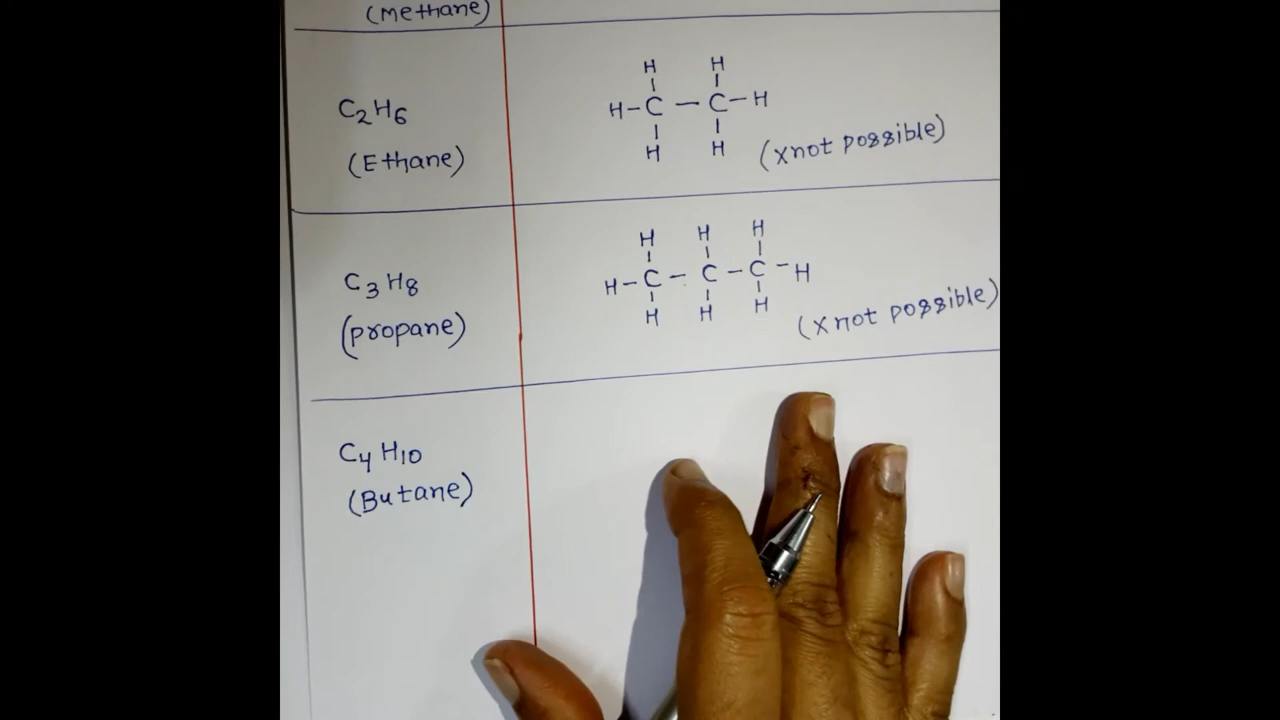 (Methane)
C2H6
(Ethane)
H H
H-C-C-H
H H
(x not possible)
C3H8
(propane)
H H H
H-C-C-C-H
H H H
(x not possible)
C4H10
(Butane)